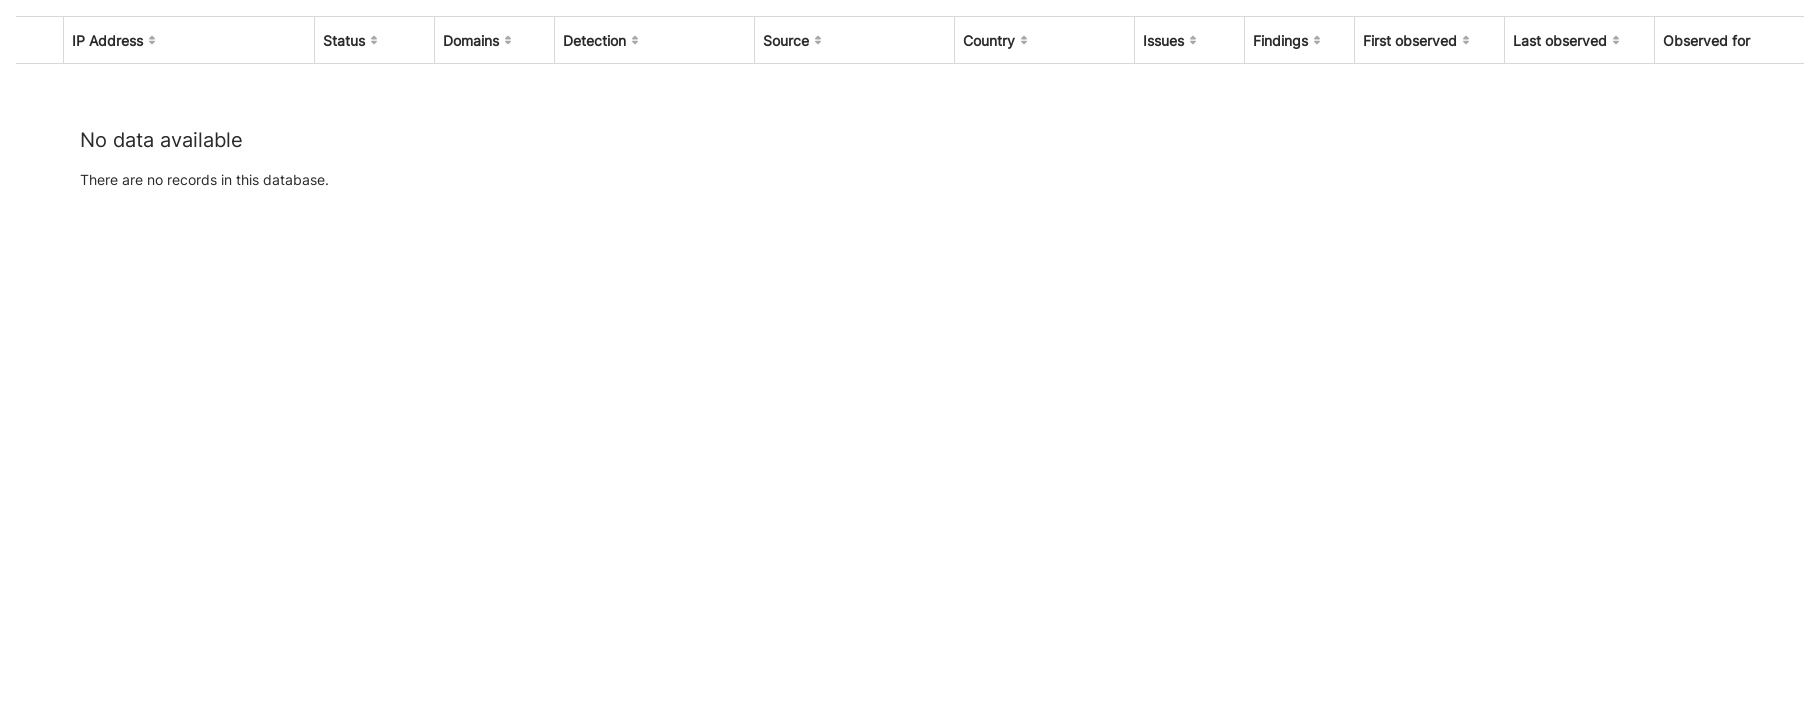 IP Address Status Domains Detection Source Country Issues Findings First observed Last observed Observed for
No data available
There are no records in this database.